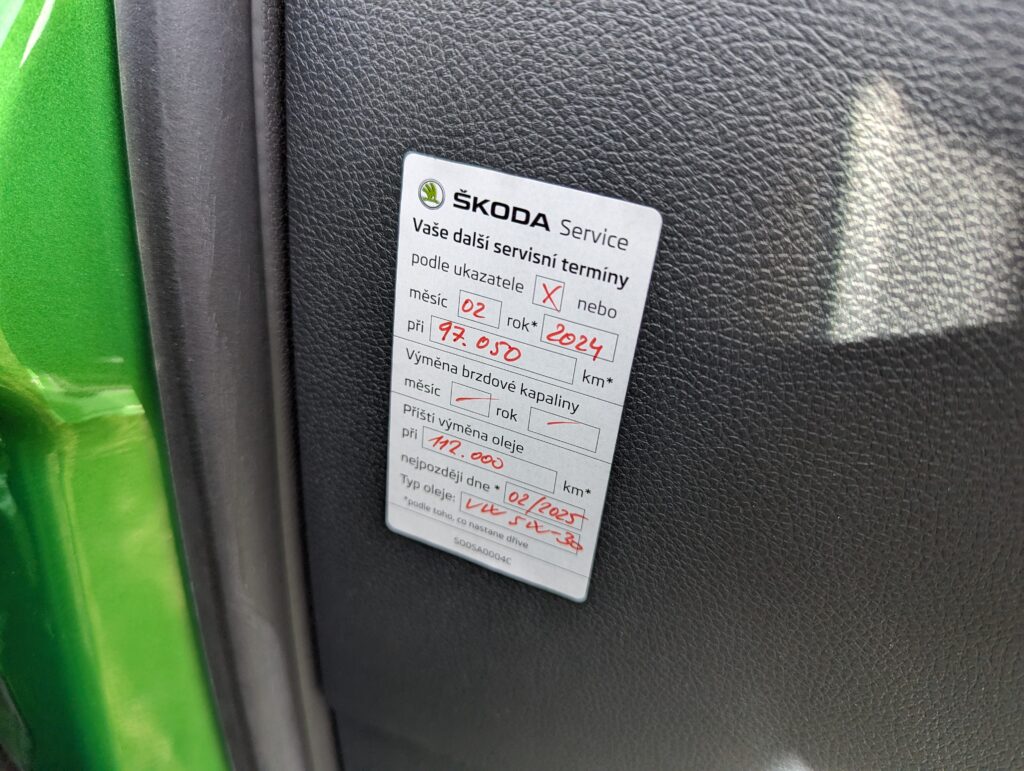 ŠKODA Service
Vaše další servisní termíny
podle ukazatele X nebo
měsíc 02 rok* 2024
při 97.050 km*
Výměna brzdové kapaliny
měsíc — rok —
Příští výměna oleje
při 112.000 km*
nejpozději dne * 02/2025
Typ oleje: VW 5W-30
*podle toho, co nastane dříve
S00SA0004C